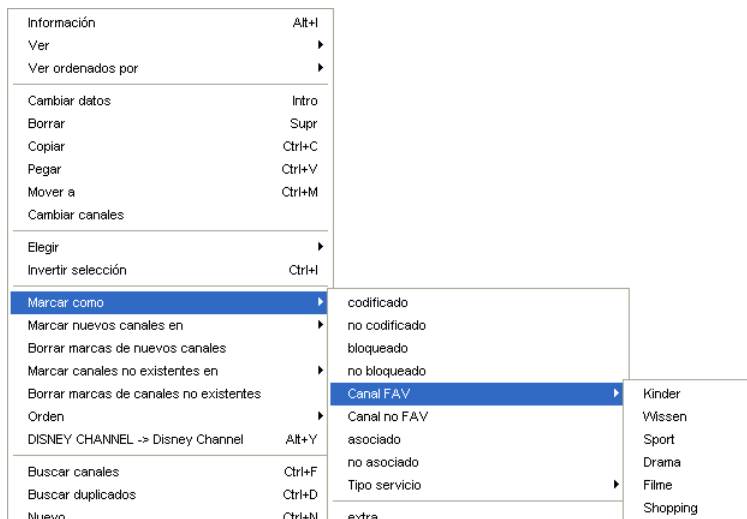 Información Alt+I
Ver
Ver ordenados por
Cambiar datos Intro
Borrar Supr
Copiar Ctrl+C
Pegar Ctrl+V
Mover a Ctrl+M
Cambiar canales
Elegir
Invertir selección Ctrl+I
Marcar como
Marcar nuevos canales en
Borrar marcas de nuevos canales
Marcar canales no existentes en
Borrar marcas de canales no existentes
Orden
DISNEY CHANNEL -> Disney Channel Alt+Y
Buscar canales Ctrl+F
Buscar duplicados Ctrl+D
Nuevo Ctrl+N
codificado
no codificado
bloqueado
no bloqueado
Canal FAV
Canal no FAV
asociado
no asociado
Tipo servicio
extra
Kinder
Wissen
Sport
Drama
Filme
Shopping